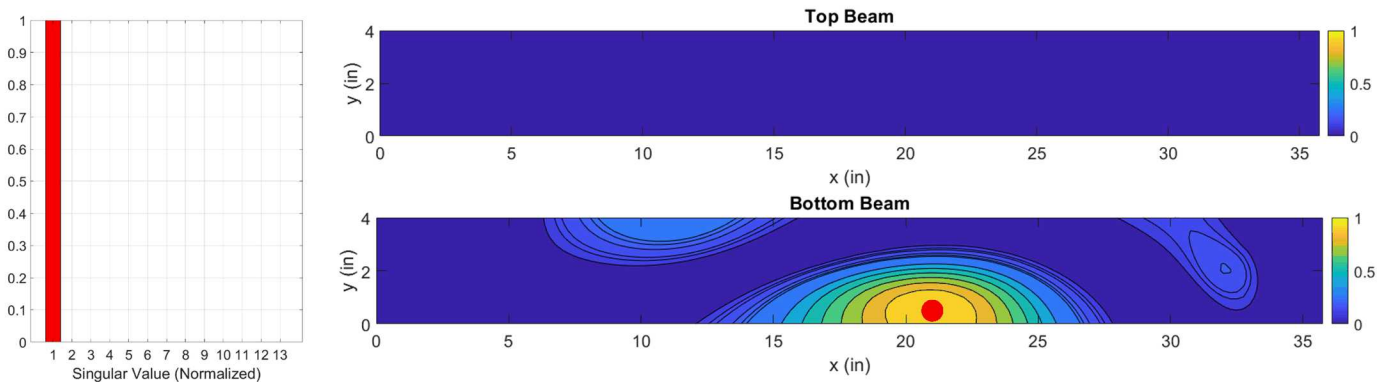 1
0.9
0.8
0.7
0.6
0.5
0.4
0.3
0.2
0.1
0
1 2 3 4 5 6 7 8 9 10 11 12 13
Singular Value (Normalized)
Top Beam
4
2
0
y (in)
0 5 10 15 20 25 30 35
x (in)
1
0.5
0
Bottom Beam
4
2
0
y (in)
0 5 10 15 20 25 30 35
x (in)
1
0.5
0